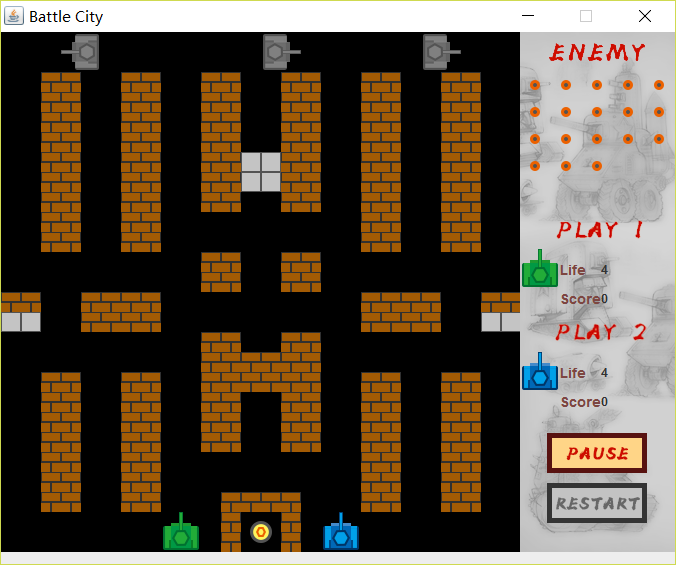 Battle City
ENEMY
PLAY 1
Life 4
Score0
PLAY 2
Life 4
Score0
PAUSE
RESTART